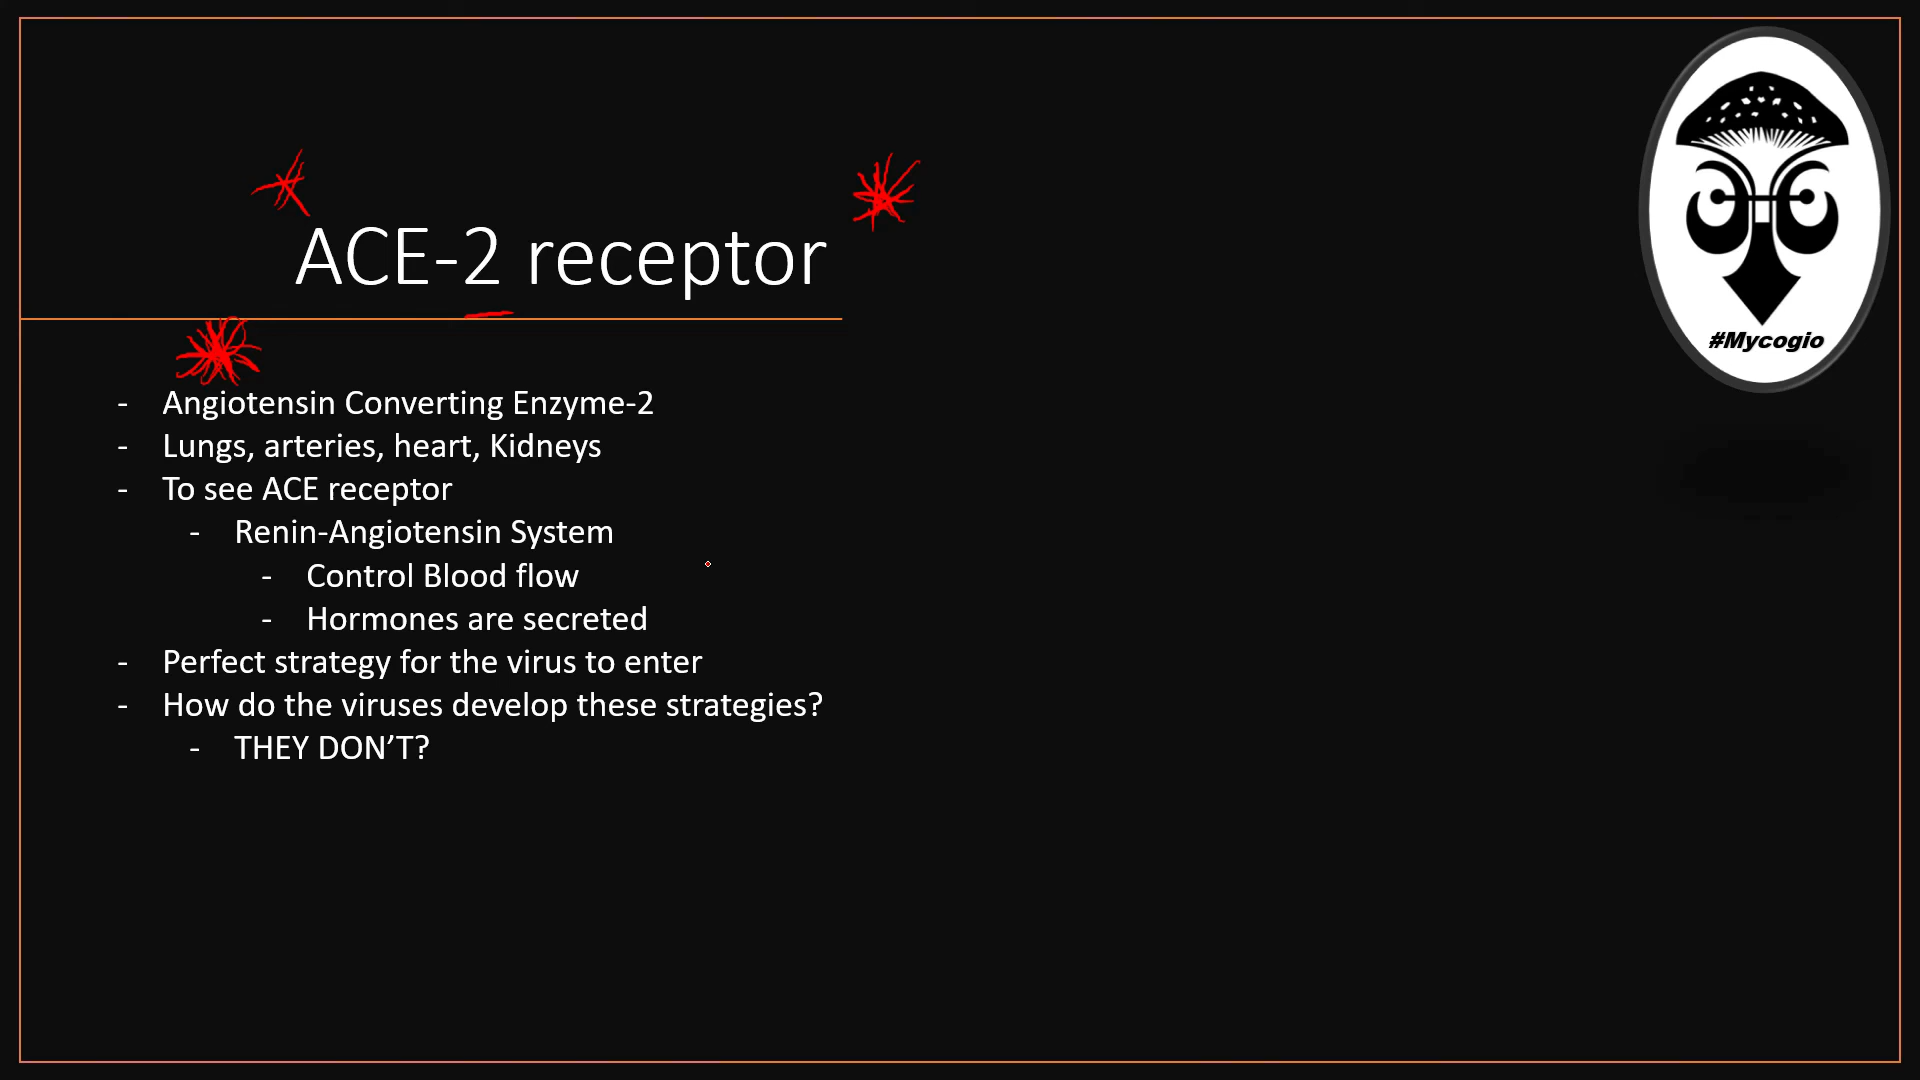 ACE-2 receptor
- Angiotensin Converting Enzyme-2
- Lungs, arteries, heart, Kidneys
- To see ACE receptor
- Renin-Angiotensin System
- Control Blood flow
- Hormones are secreted
- Perfect strategy for the virus to enter
- How do the viruses develop these strategies?
- THEY DON’T?
#Mycogio